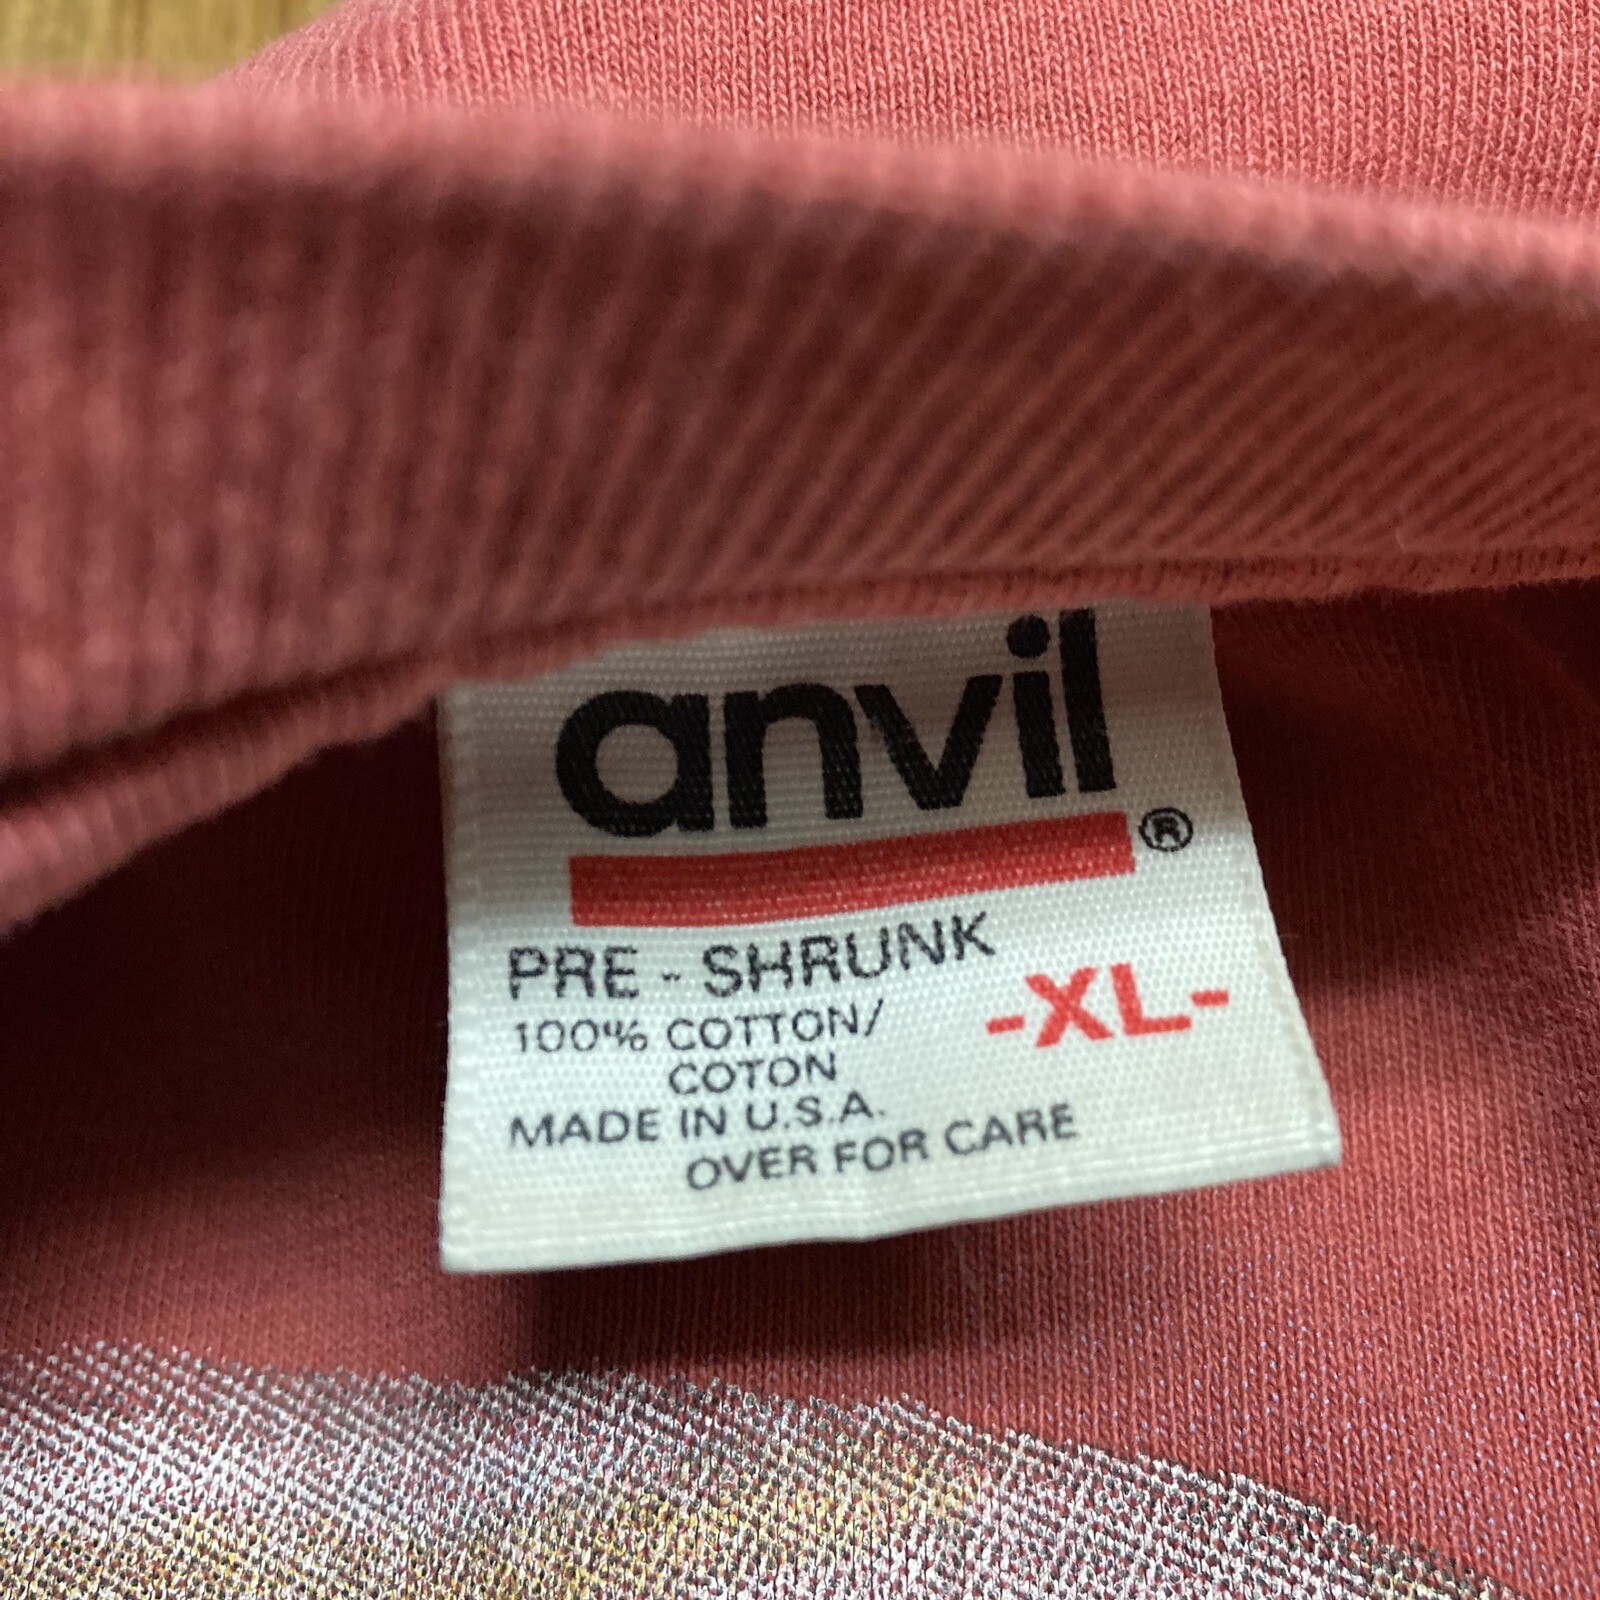 anvil
®
PRE - SHRUNK
-XL-
100% COTTON/
COTON
MADE IN U.S.A.
OVER FOR CARE